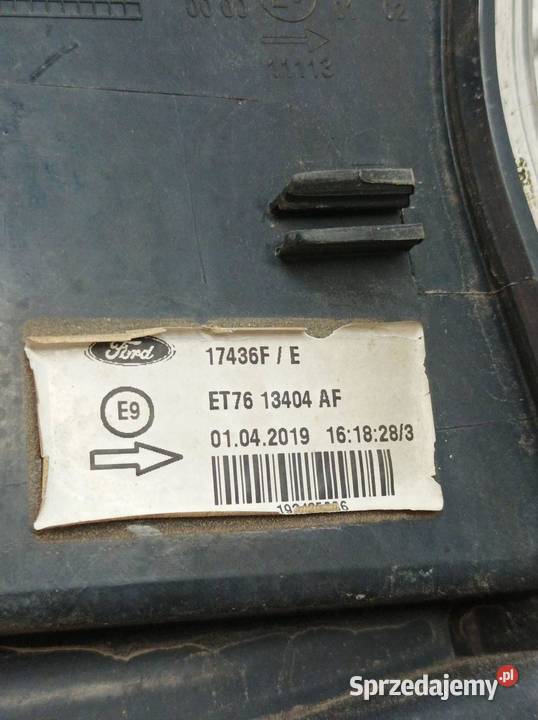 11113
Ford
17436F / E
E9
ET76 13404 AF
01.04.2019 16:18:28/3
Sprzedajemy.pl